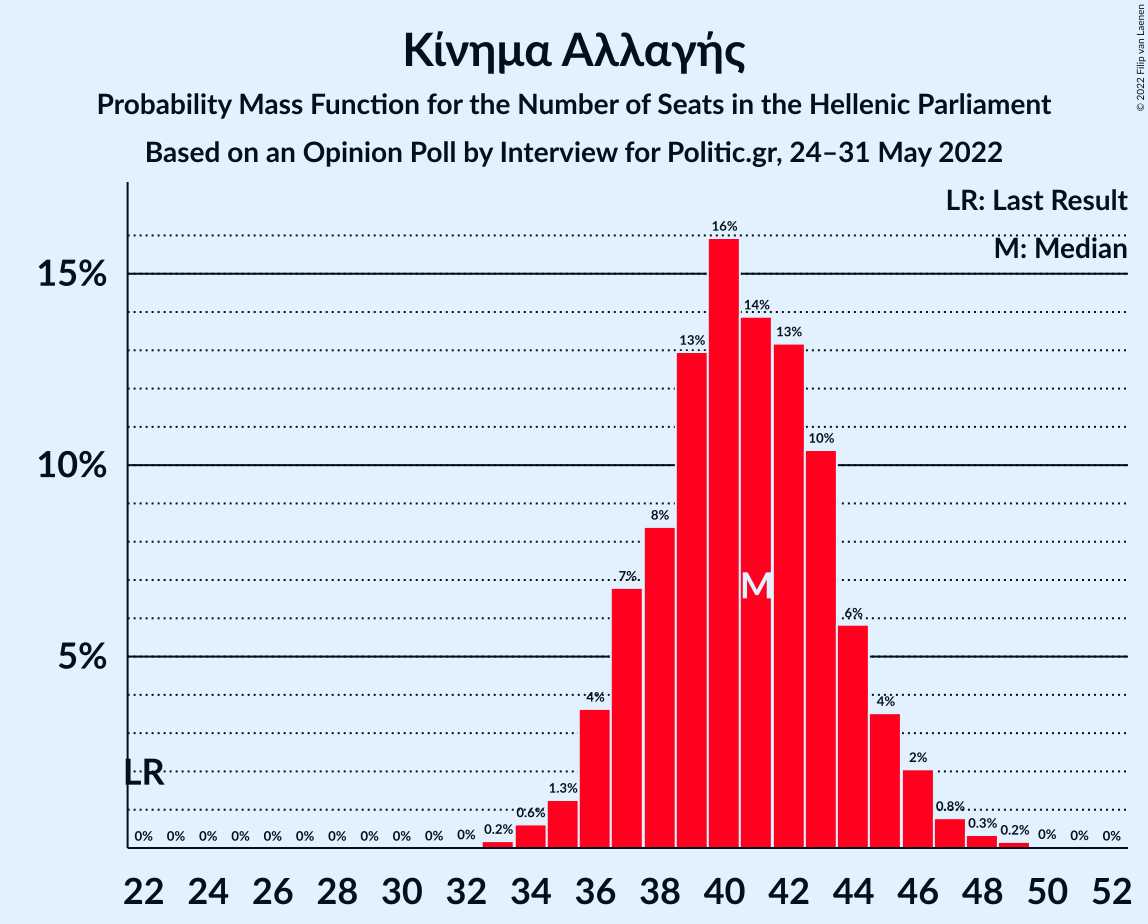 Κίνημα Αλλαγής
Probability Mass Function for the Number of Seats in the Hellenic Parliament
Based on an Opinion Poll by Interview for Politic.gr, 24–31 May 2022
© 2022 Filip van Laenen
LR: Last Result
M: Median
15%
10%
5%
16%
14%
13%
13%
10%
8%
7%
M
6%
4%
4%
LR
2%
1.3%
0.8%
0.6%
0.3%
0% 0% 0% 0% 0% 0% 0% 0% 0% 0% 0% 0.2% 0.2% 0% 0% 0%
22 24 26 28 30 32 34 36 38 40 42 44 46 48 50 52